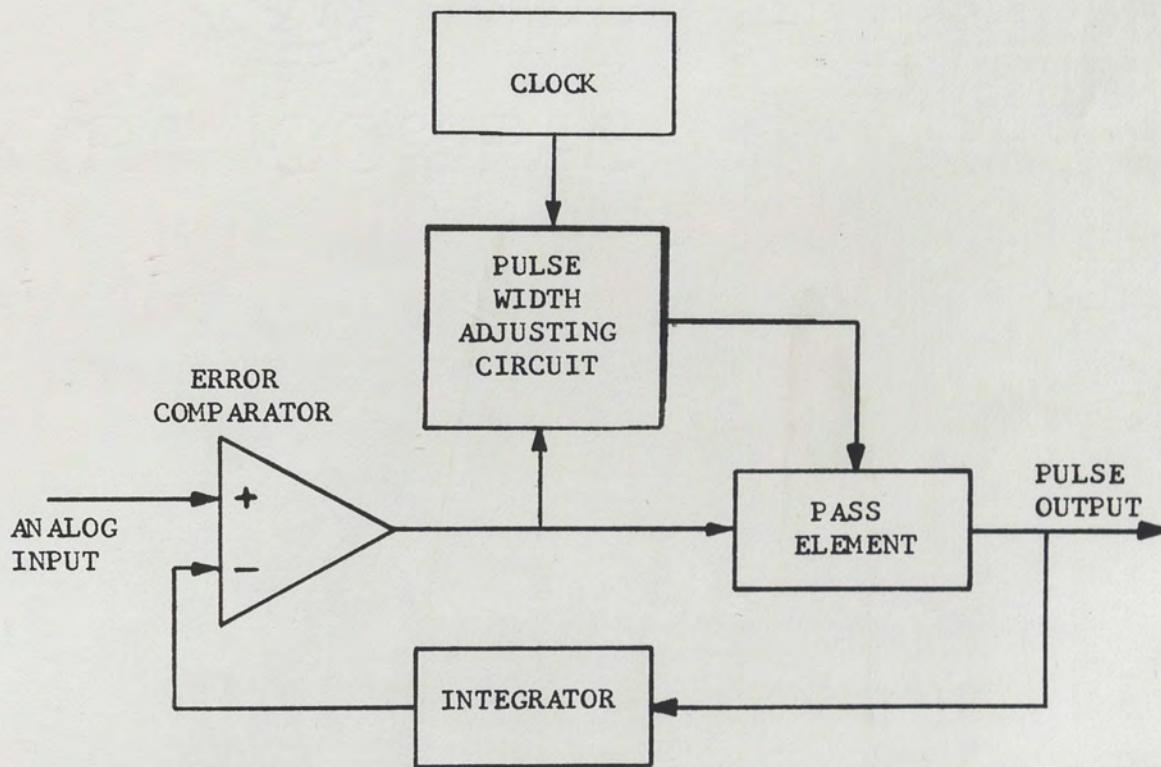 CLOCK
PULSE
WIDTH
ADJUSTING
CIRCUIT
ERROR
COMPARATOR
+
ANALOG
INPUT
−
PASS
ELEMENT
PULSE
OUTPUT
INTEGRATOR